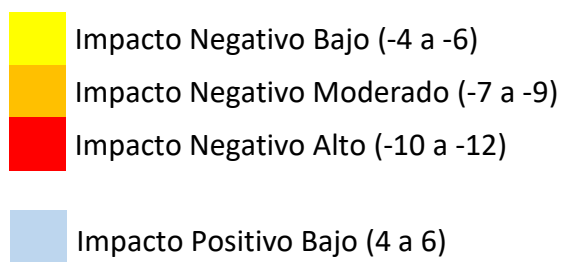 Impacto Negativo Bajo (-4 a -6)
Impacto Negativo Moderado (-7 a -9)
Impacto Negativo Alto (-10 a -12)
Impacto Positivo Bajo (4 a 6)